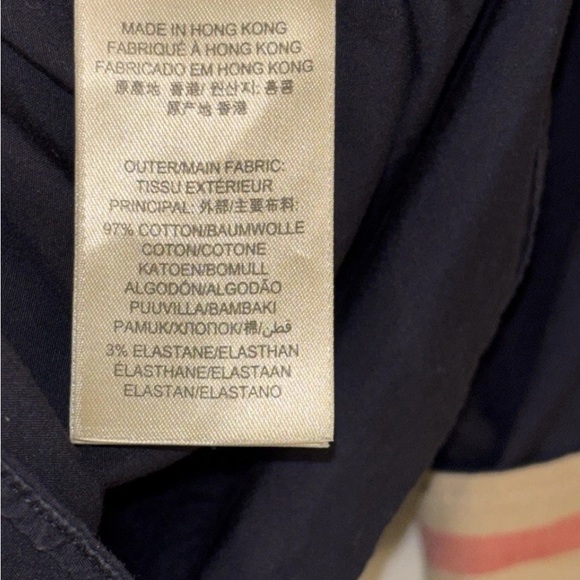 MADE IN HONG KONG
FABRIQUÉ À HONG KONG
FABRICADO EM HONG KONG
原產地 香港/ 원산지: 홍콩
原产地 香港
OUTER/MAIN FABRIC:
TISSU EXTÉRIEUR
PRINCIPAL: 外部/主要布料:
97% COTTON/BAUMWOLLE
COTON/COTONE
KATOEN/BOMULL
ALGODÓN/ALGODÃO
PUUVILLA/BAMBAKI
PAMUK/ХЛОПОК/棉/قطن
3% ELASTANE/ELASTHAN
ÉLASTHANE/ELASTAAN
ELASTAN/ELASTANO